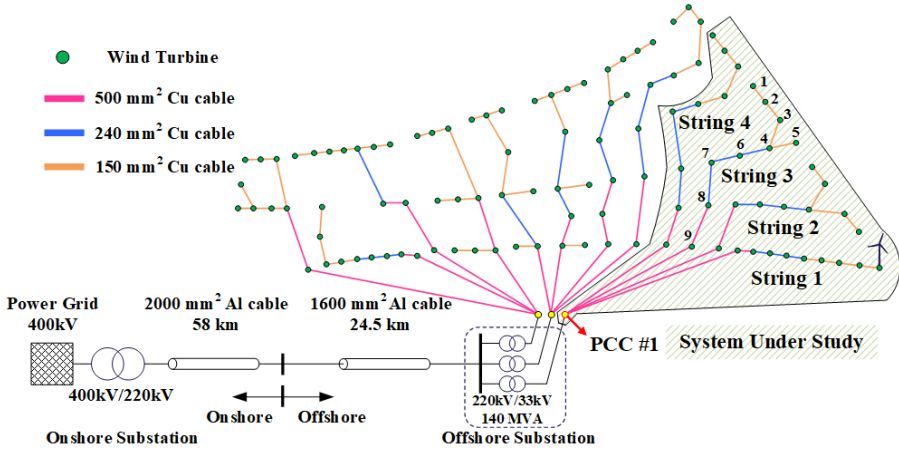 Wind Turbine
500 mm² Cu cable
240 mm² Cu cable
150 mm² Cu cable
1
2
3
4
5
6
7
8
9
String 4
String 3
String 2
String 1
Power Grid
400kV
2000 mm² Al cable
58 km
1600 mm² Al cable
24.5 km
PCC #1
System Under Study
400kV/220kV
Onshore
Offshore
220kV/33kV
140 MVA
Onshore Substation
Offshore Substation